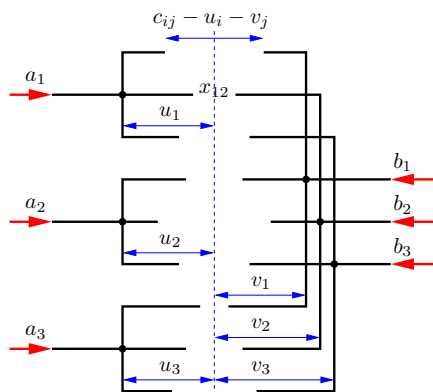 c_{ij} − u_i − v_j
a_1
x_{12}
u_1
b_1
a_2
b_2
u_2
b_3
v_1
a_3
v_2
u_3
v_3